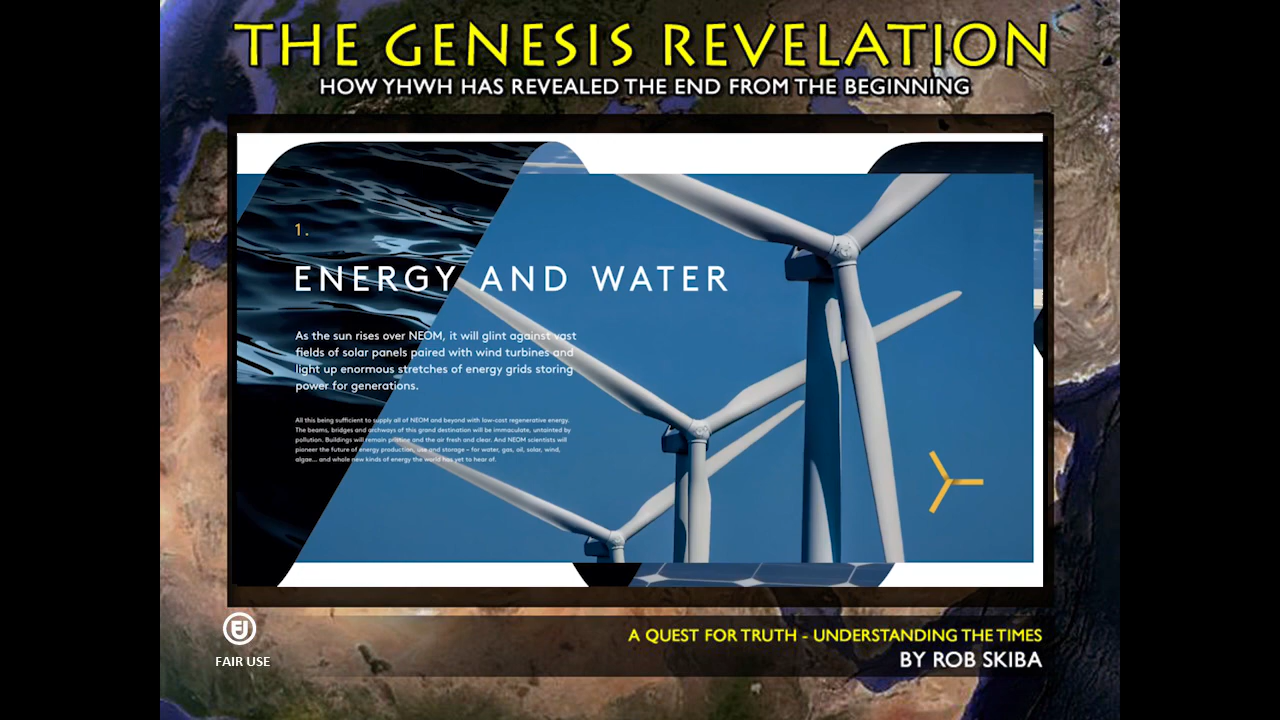 THE GENESIS REVELATION
HOW YHWH HAS REVEALED THE END FROM THE BEGINNING
1.
ENERGY AND WATER
As the sun rises over NEOM, it will glint against vast
fields of solar panels paired with wind turbines and
light up enormous stretches of energy grids storing
power for generations.
All this being sufficient to supply all of NEOM and beyond with low-cost regenerative energy.
The beams, bridges and archways of this grand destination will be immaculate, untainted by
pollution. Buildings will remain pristine and the air fresh and clear. And NEOM scientists will
pioneer the future of energy production, use and storage – for water, gas, oil, solar, wind,
algae... and whole new kinds of energy the world has yet to hear of.
FAIR USE
A QUEST FOR TRUTH - UNDERSTANDING THE TIMES
BY ROB SKIBA